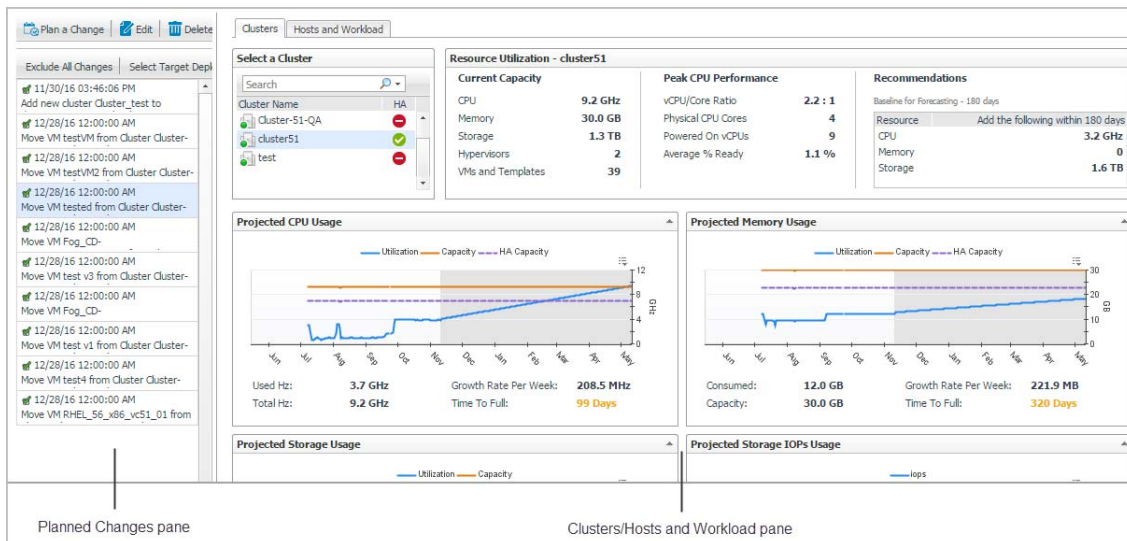 Plan a Change Edit Delete
Exclude All Changes Select Target Depl
11/30/16 03:46:06 PM
Add new cluster Cluster_test to
12/28/16 12:00:00 AM
Move VM testVM from Cluster Cluster-
12/28/16 12:00:00 AM
Move VM testVM2 from Cluster Cluster-
12/28/16 12:00:00 AM
Move VM tested from Cluster Cluster-
12/28/16 12:00:00 AM
Move VM Fog_CD-
12/28/16 12:00:00 AM
Move VM test v3 from Cluster Cluster-
12/28/16 12:00:00 AM
Move VM Fog_CD-
12/28/16 12:00:00 AM
Move VM test v1 from Cluster Cluster-
12/28/16 12:00:00 AM
Move VM test4 from Cluster Cluster-
12/28/16 12:00:00 AM
Move VM RHEL_56_x86_vc51_01 from
Clusters Hosts and Workload
Select a Cluster
Search
Cluster Name HA
Cluster-51-QA
cluster51
test
Resource Utilization - cluster51
Current Capacity
CPU 9.2 GHz
Memory 30.0 GB
Storage 1.3 TB
Hypervisors 2
VMs and Templates 39
Peak CPU Performance
vCPU/Core Ratio 2.2 : 1
Physical CPU Cores 4
Powered On vCPUs 9
Average % Ready 1.1 %
Recommendations
Baseline for Forecasting - 180 days
Resource Add the following within 180 days
CPU 3.2 GHz
Memory 0
Storage 1.6 TB
Projected CPU Usage
Utilization Capacity HA Capacity
12
8
4
0
GHz
Jun Jul Aug Sep Oct Nov Dec Jan Feb Mar Apr May
Used Hz: 3.7 GHz Growth Rate Per Week: 208.5 MHz
Total Hz: 9.2 GHz Time To Full: 99 Days
Projected Memory Usage
Utilization Capacity HA Capacity
30
20
10
0
GB
Jun Jul Aug Sep Oct Nov Dec Jan Feb Mar Apr May
Consumed: 12.0 GB Growth Rate Per Week: 221.9 MB
Capacity: 30.0 GB Time To Full: 320 Days
Projected Storage Usage
Utilization Capacity
Projected Storage IOPs Usage
iops
Planned Changes pane
Clusters/Hosts and Workload pane